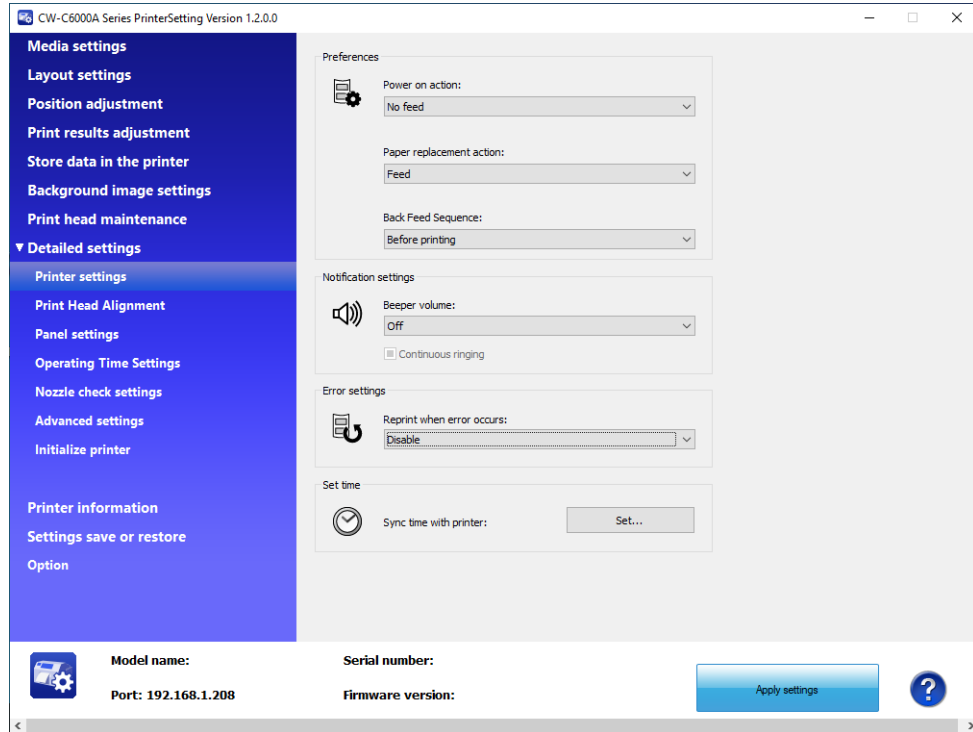 CW-C6000A Series PrinterSetting Version 1.2.0.0
Media settings
Layout settings
Position adjustment
Print results adjustment
Store data in the printer
Background image settings
Print head maintenance
▼ Detailed settings
Printer settings
Print Head Alignment
Panel settings
Operating Time Settings
Nozzle check settings
Advanced settings
Initialize printer
Printer information
Settings save or restore
Option
Preferences
Power on action:
No feed
Paper replacement action:
Feed
Back Feed Sequence:
Before printing
Notification settings
Beeper volume:
Off
Continuous ringing
Error settings
Reprint when error occurs:
Disable
Set time
Sync time with printer:
Set...
Model name:
Serial number:
Port: 192.168.1.208
Firmware version:
Apply settings
?